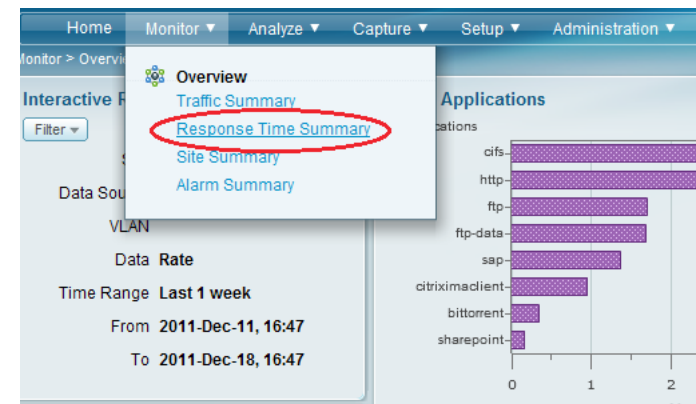 Home Monitor ▼ Analyze ▼ Capture ▼ Setup ▼ Administration ▼
Monitor > Overvi
Overview
Traffic Summary
Response Time Summary
Site Summary
Alarm Summary
Interactive F
Filter
Data Sou
VLAN
Data Rate
Time Range Last 1 week
From 2011-Dec-11, 16:47
To 2011-Dec-18, 16:47
Applications
cations
cifs
http
ftp
ftp-data
sap
citriximaclient
bittorrent
sharepoint
0 1 2